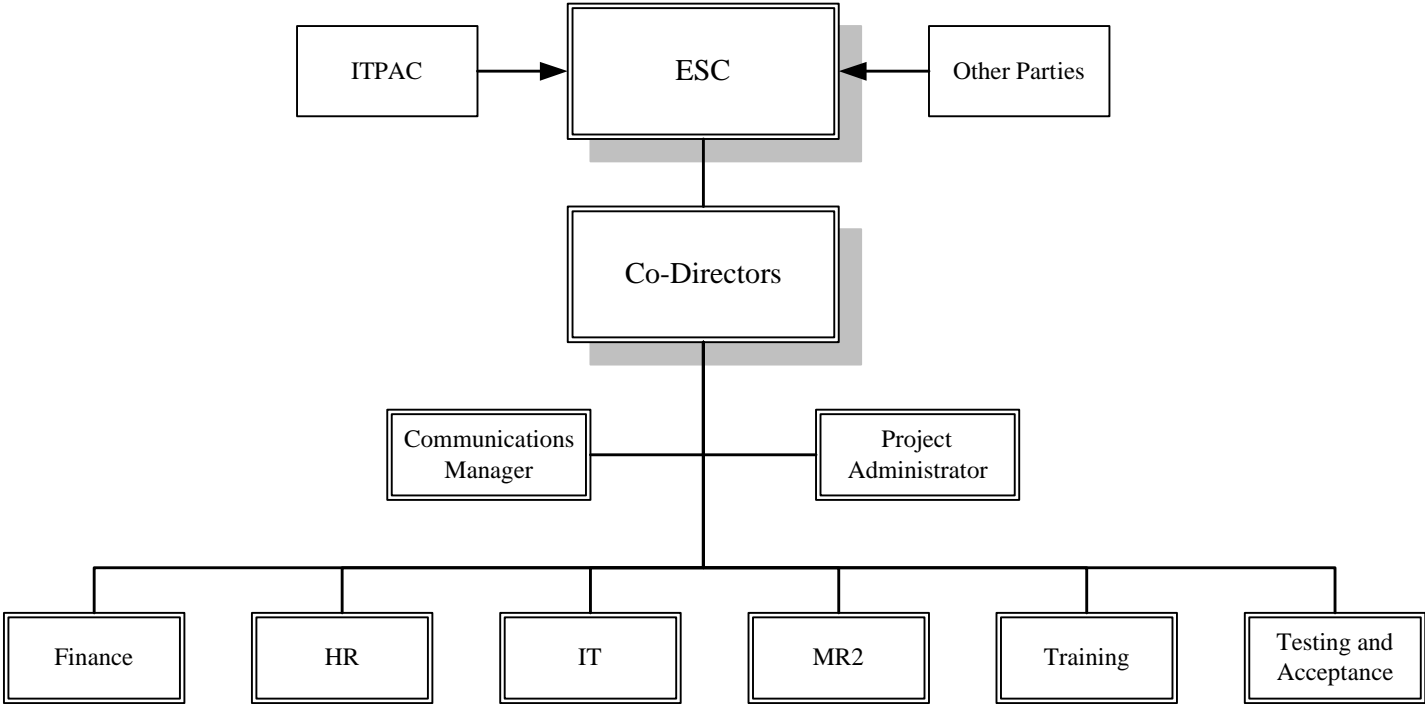 ITPAC
ESC
Other Parties
Co-Directors
Communications
Manager
Project
Administrator
Finance
HR
IT
MR2
Training
Testing and
Acceptance